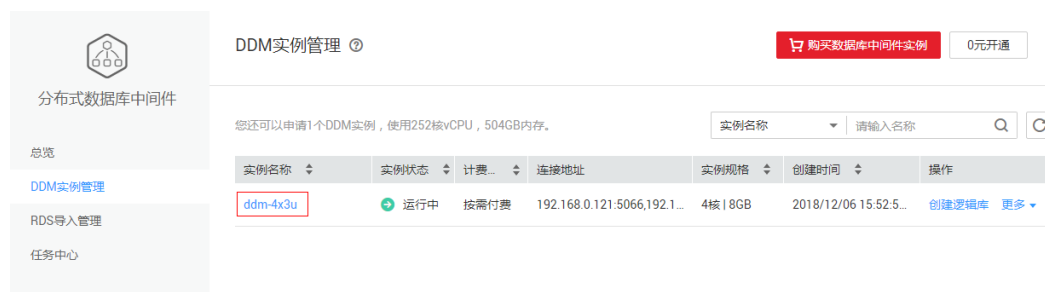 分布式数据库中间件
总览
DDM实例管理
RDS导入管理
任务中心
DDM实例管理
购买数据库中间件实例
0元开通
您还可以申请1个DDM实例，使用252核vCPU，504GB内存。
实例名称
请输入名称
实例名称 实例状态 计费... 连接地址 实例规格 创建时间 操作
ddm-4x3u 运行中 按需付费 192.168.0.121:5066,192.1... 4核 | 8GB 2018/12/06 15:52:5... 创建逻辑库 更多